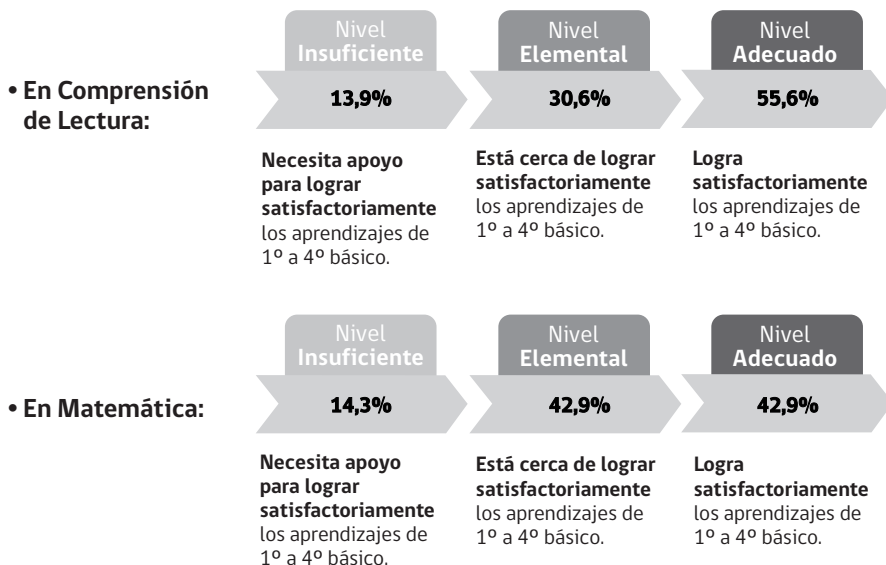 Nivel
Insuficiente
Nivel
Elemental
Nivel
Adecuado
• En Comprensión
de Lectura:
13,9%
30,6%
55,6%
Necesita apoyo
para lograr
satisfactoriamente
los aprendizajes de
1º a 4º básico.
Está cerca de lograr
satisfactoriamente
los aprendizajes de
1º a 4º básico.
Logra
satisfactoriamente
los aprendizajes de
1º a 4º básico.
Nivel
Insuficiente
Nivel
Elemental
Nivel
Adecuado
• En Matemática:
14,3%
42,9%
42,9%
Necesita apoyo
para lograr
satisfactoriamente
los aprendizajes de
1º a 4º básico.
Está cerca de lograr
satisfactoriamente
los aprendizajes de
1º a 4º básico.
Logra
satisfactoriamente
los aprendizajes de
1º a 4º básico.